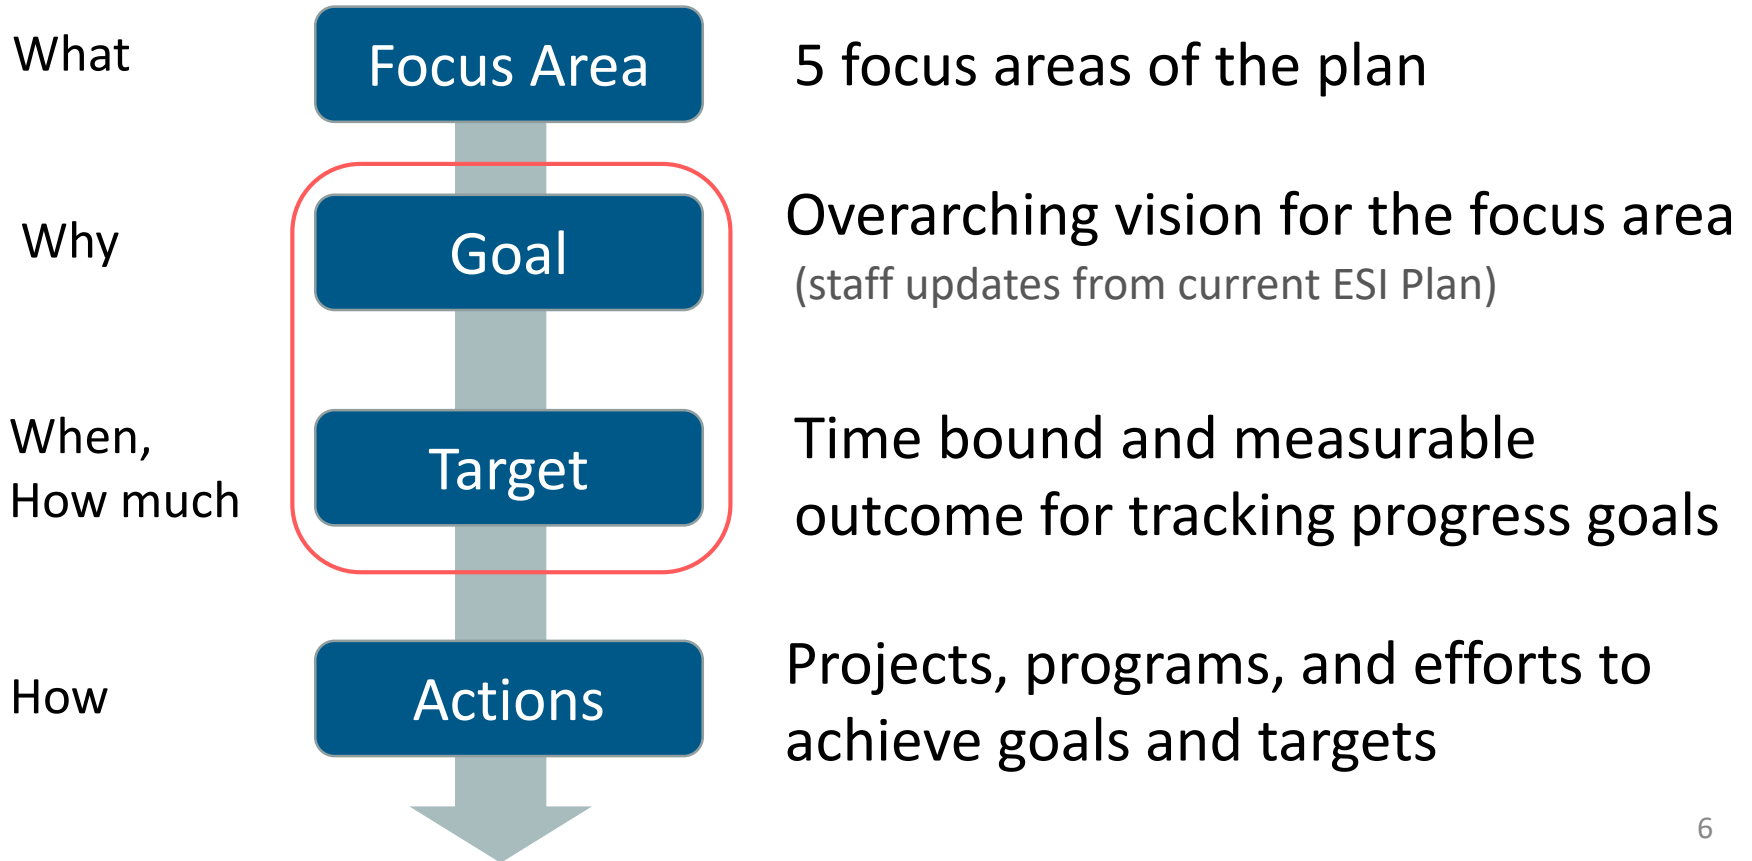 What
Focus Area
5 focus areas of the plan
Why
Goal
Overarching vision for the focus area
(staff updates from current ESI Plan)
When,
How much
Target
Time bound and measurable
outcome for tracking progress goals
How
Actions
Projects, programs, and efforts to
achieve goals and targets
6